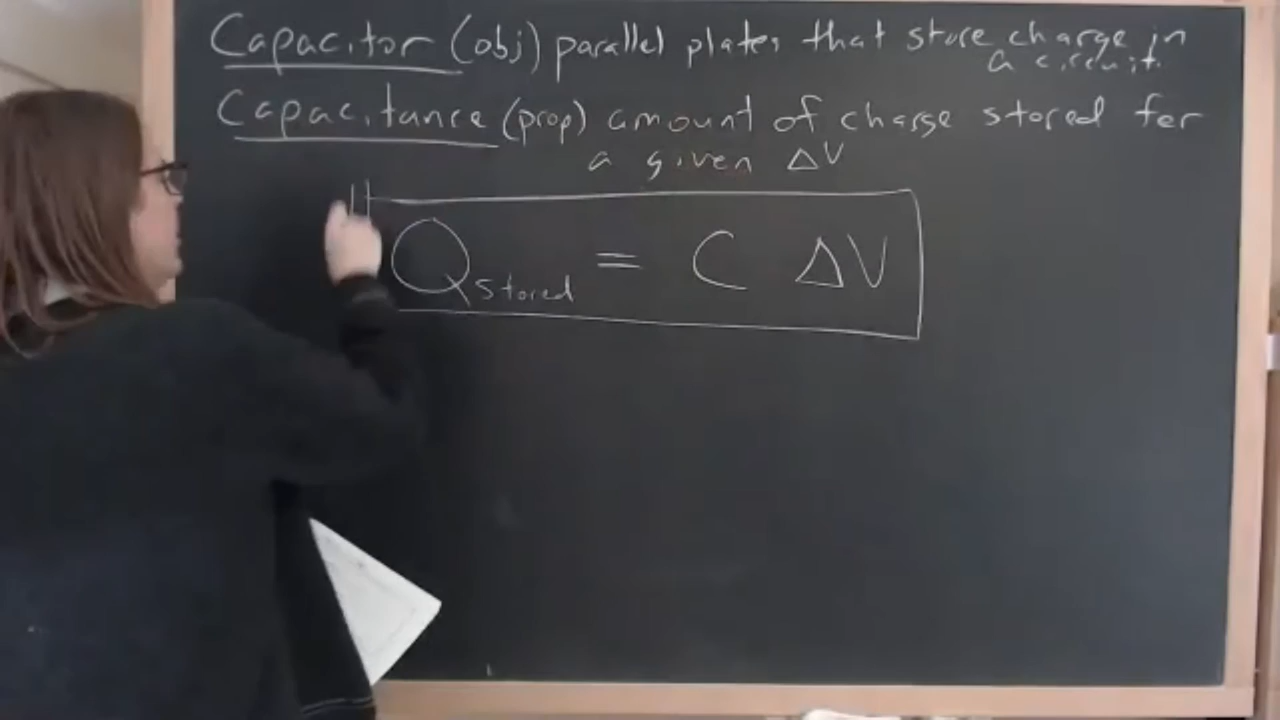 Capacitor (obj) parallel plates that store charge in
a circuit.
Capacitance (prop) amount of charge stored for
a given ΔV
Q stored = C ΔV